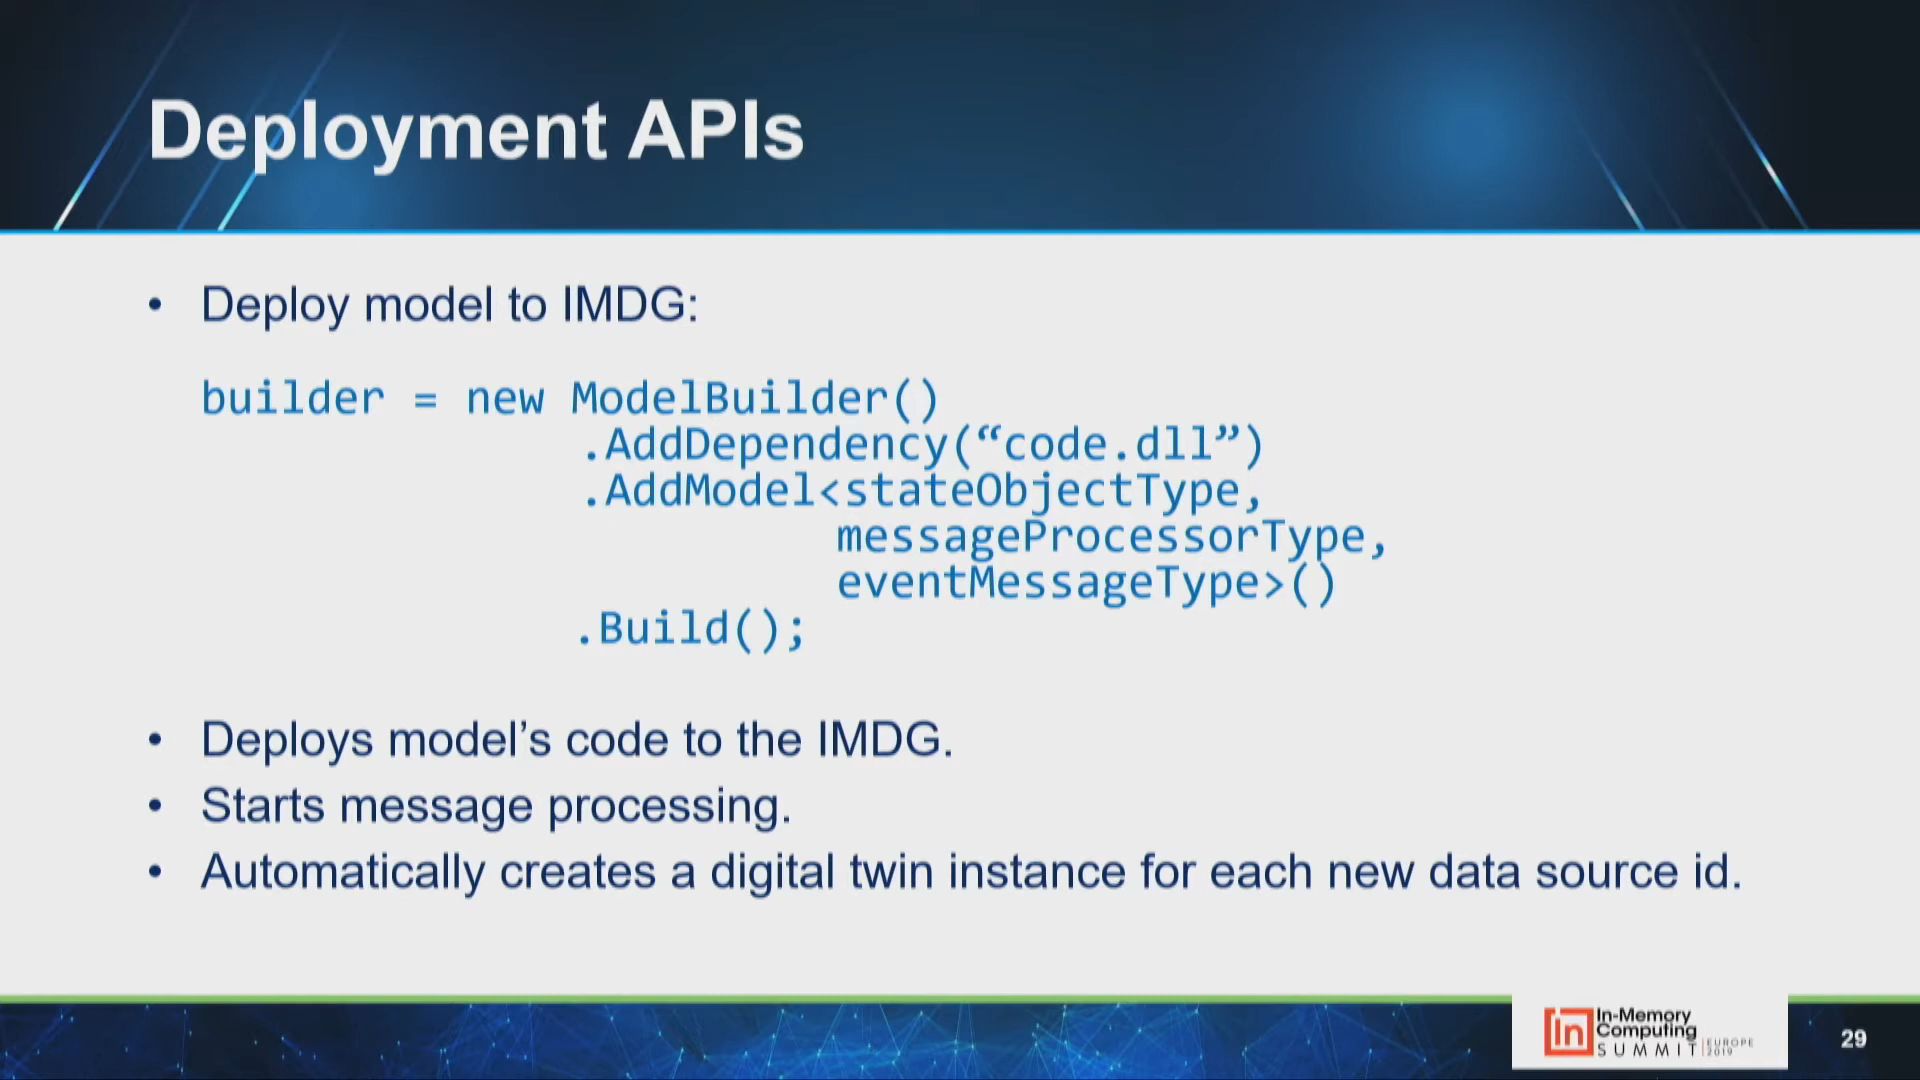 Deployment APIs
• Deploy model to IMDG:
builder = new ModelBuilder()
.AddDependency(“code.dll”)
.AddModel<stateObjectType,
messageProcessorType,
eventMessageType>()
.Build();
• Deploys model’s code to the IMDG.
• Starts message processing.
• Automatically creates a digital twin instance for each new data source id.
in
In-Memory
Computing
SUMMIT
EUROPE
2019
29